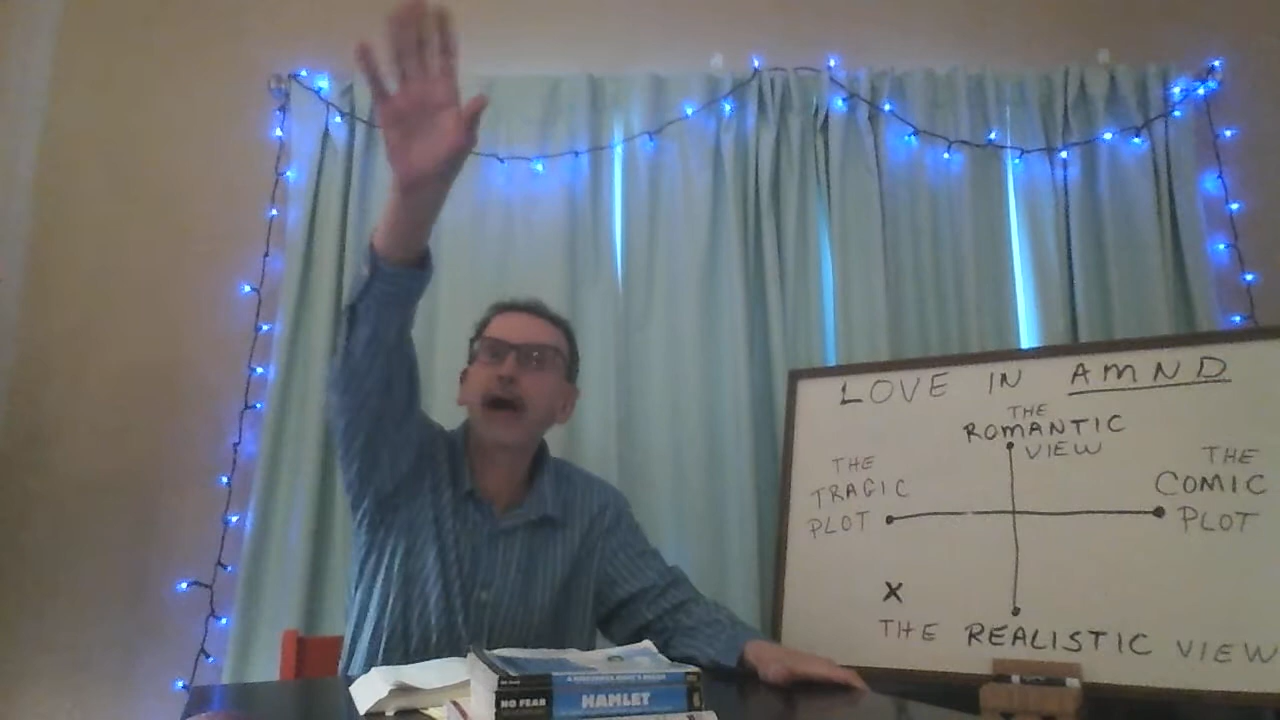 LOVE IN AMND
THE
ROMANTIC
VIEW
THE
TRAGIC
PLOT
THE
COMIC
PLOT
X
THE REALISTIC VIEW
A MIDSUMMER NIGHT'S DREAM
NO FEAR HAMLET